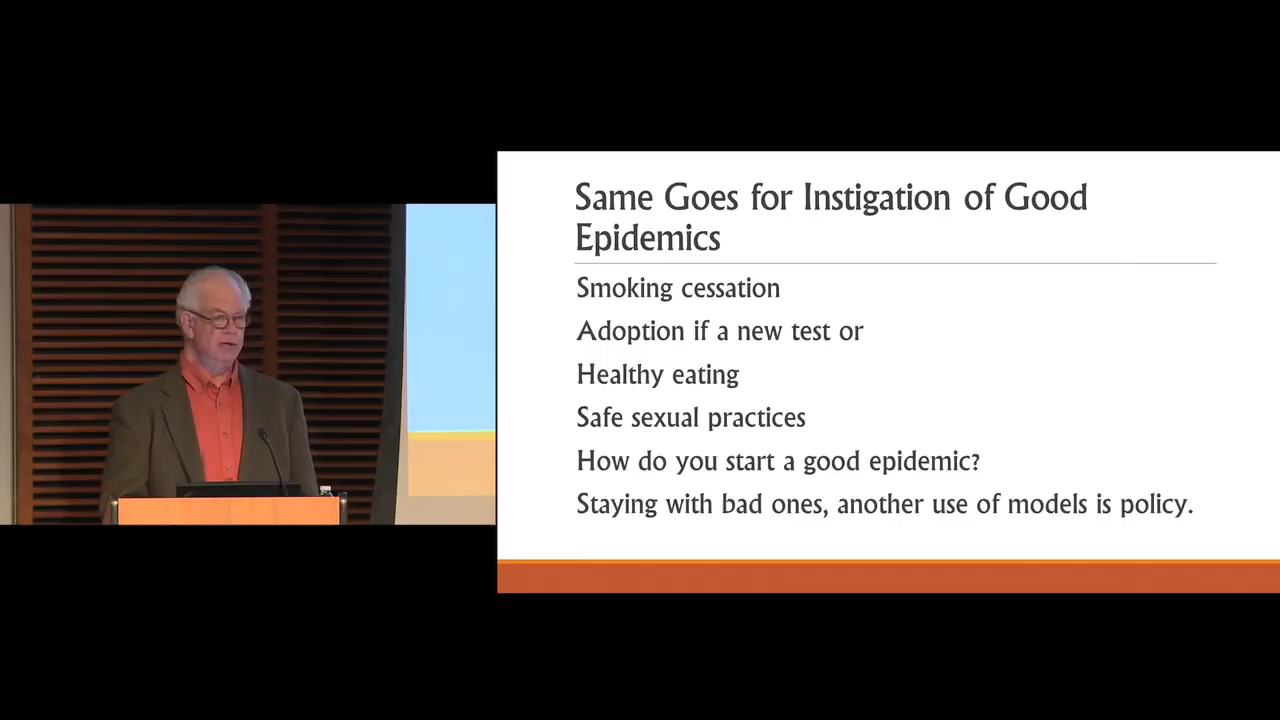 Same Goes for Instigation of Good
Epidemics
Smoking cessation
Adoption if a new test or
Healthy eating
Safe sexual practices
How do you start a good epidemic?
Staying with bad ones, another use of models is policy.